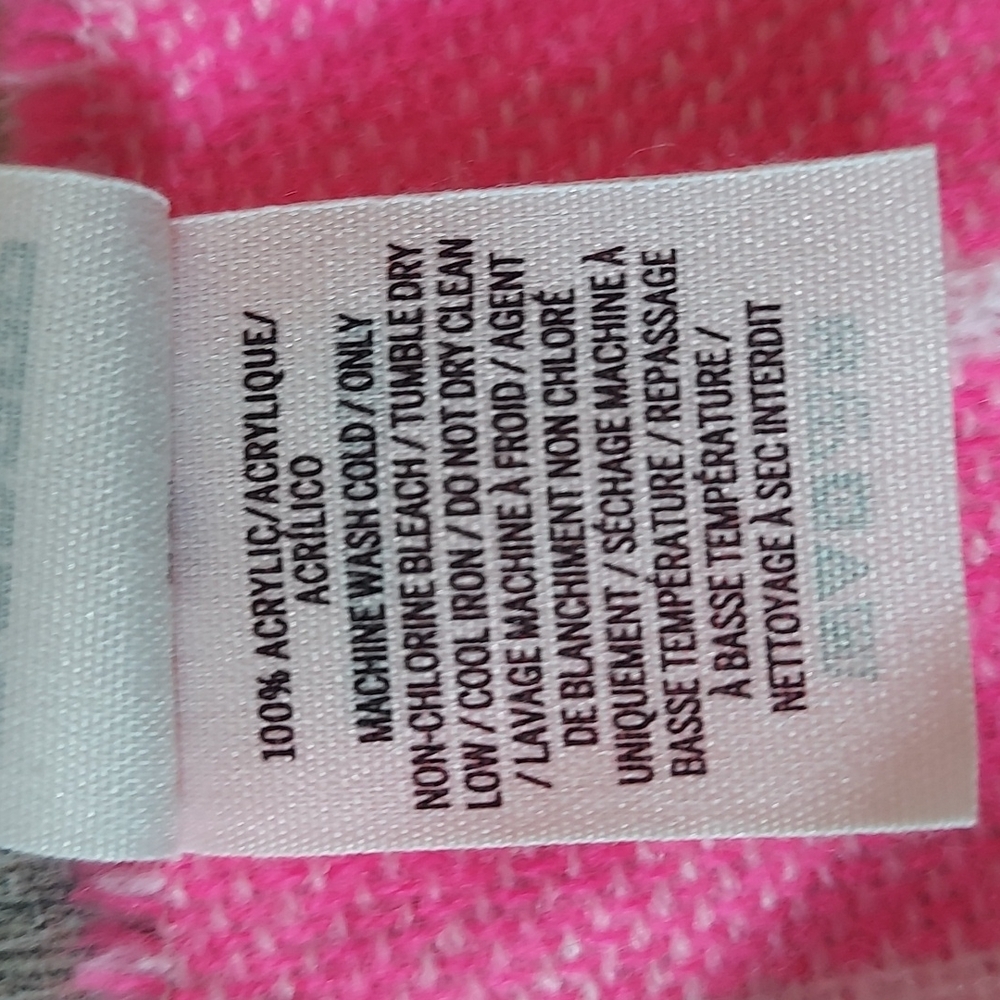 100% ACRYLIC/ACRYLIQUE/
ACRÍLICO
MACHINE WASH COLD / ONLY
NON-CHLORINE BLEACH / TUMBLE DRY
LOW / COOL IRON / DO NOT DRY CLEAN
/ LAVAGE MACHINE À FROID / AGENT
DE BLANCHIMENT NON CHLORÉ
UNIQUEMENT / SÉCHAGE MACHINE À
BASSE TEMPÉRATURE / REPASSAGE
À BASSE TEMPÉRATURE /
NETTOYAGE À SEC INTERDIT